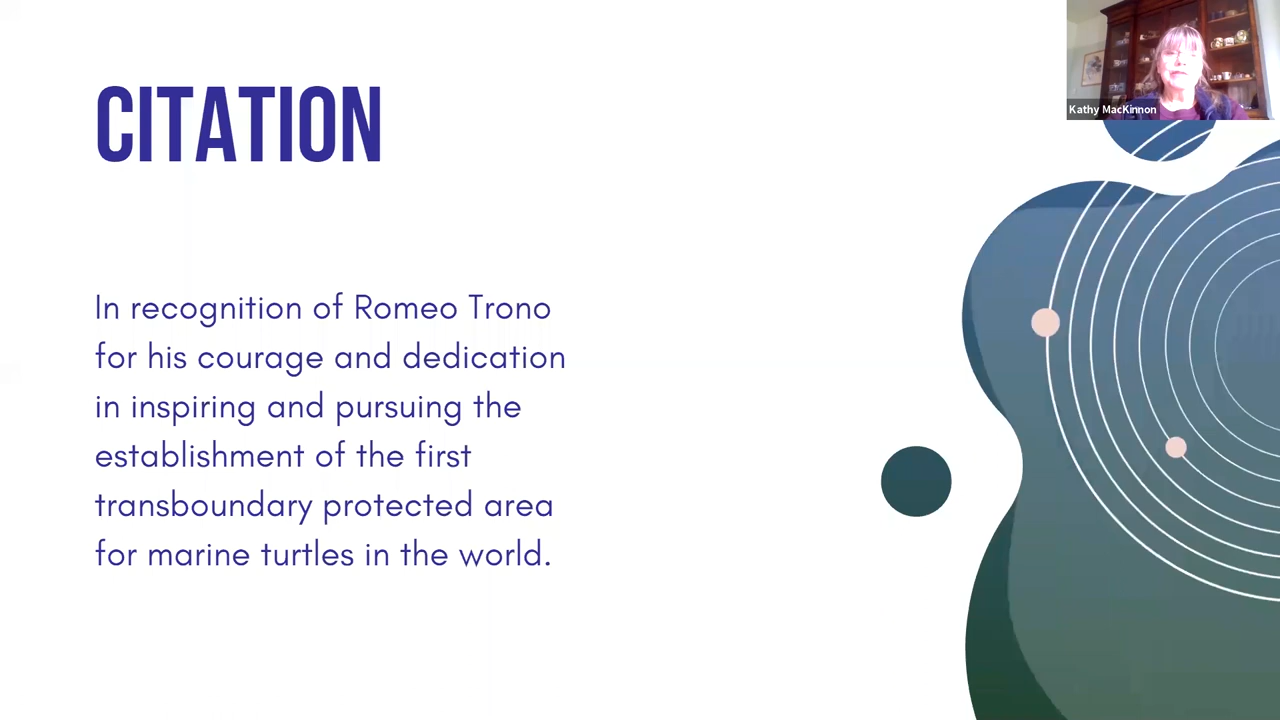 CITATION
Kathy MacKinnon
In recognition of Romeo Trono
for his courage and dedication
in inspiring and pursuing the
establishment of the first
transboundary protected area
for marine turtles in the world.